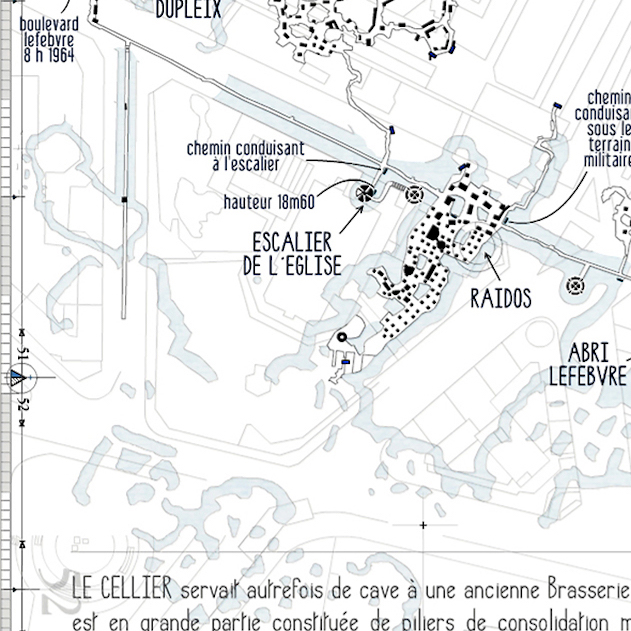 DUPLEIX
boulevard
lefebvre
8 h 1964
chemin conduisant
à l'escalier
hauteur 18m60
ESCALIER
DE L'EGLISE
chemin
conduisa
sous le
terrain
militaire
RAIDOS
ABRI
LEFEBVRE
51
52
52
LE CELLIER servait autrefois de cave à une ancienne Brasserie
est en grande partie constituée de piliers de consolidation m